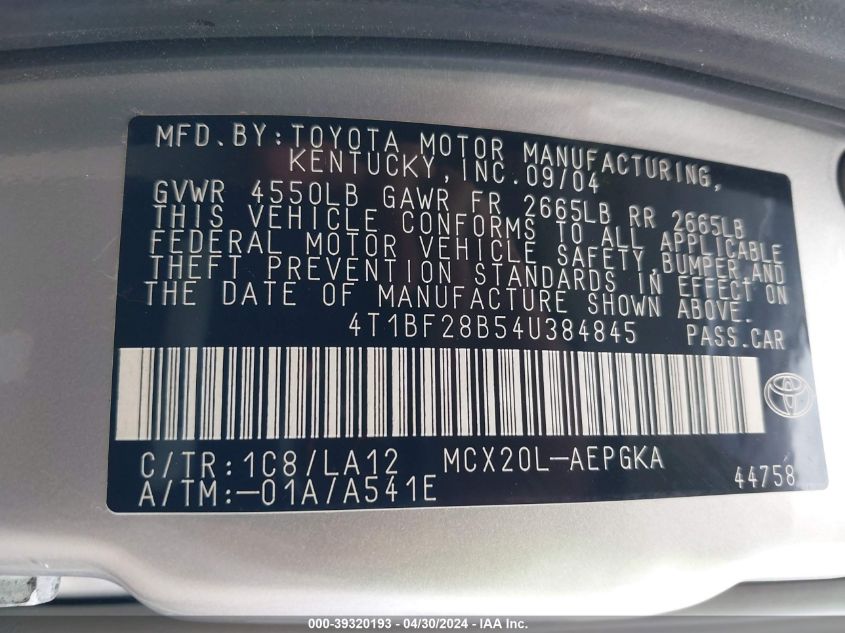 MFD.BY:TOYOTA MOTOR MANUFACTURING,
KENTUCKY,INC.09/04
GVWR 4550LB GAWR FR 2665LB RR 2665LB
THIS VEHICLE CONFORMS TO ALL APPLICABLE
FEDERAL MOTOR VEHICLE SAFETY,BUMPER,AND
THEFT PREVENTION STANDARDS IN EFFECT ON
THE DATE OF MANUFACTURE SHOWN ABOVE.
4T1BF28B54U384845 PASS.CAR
C/TR:1C8/LA12 MCX20L-AEPGKA
A/TM:-01A/A541E 44758
000-39320193 - 04/30/2024 - IAA Inc.